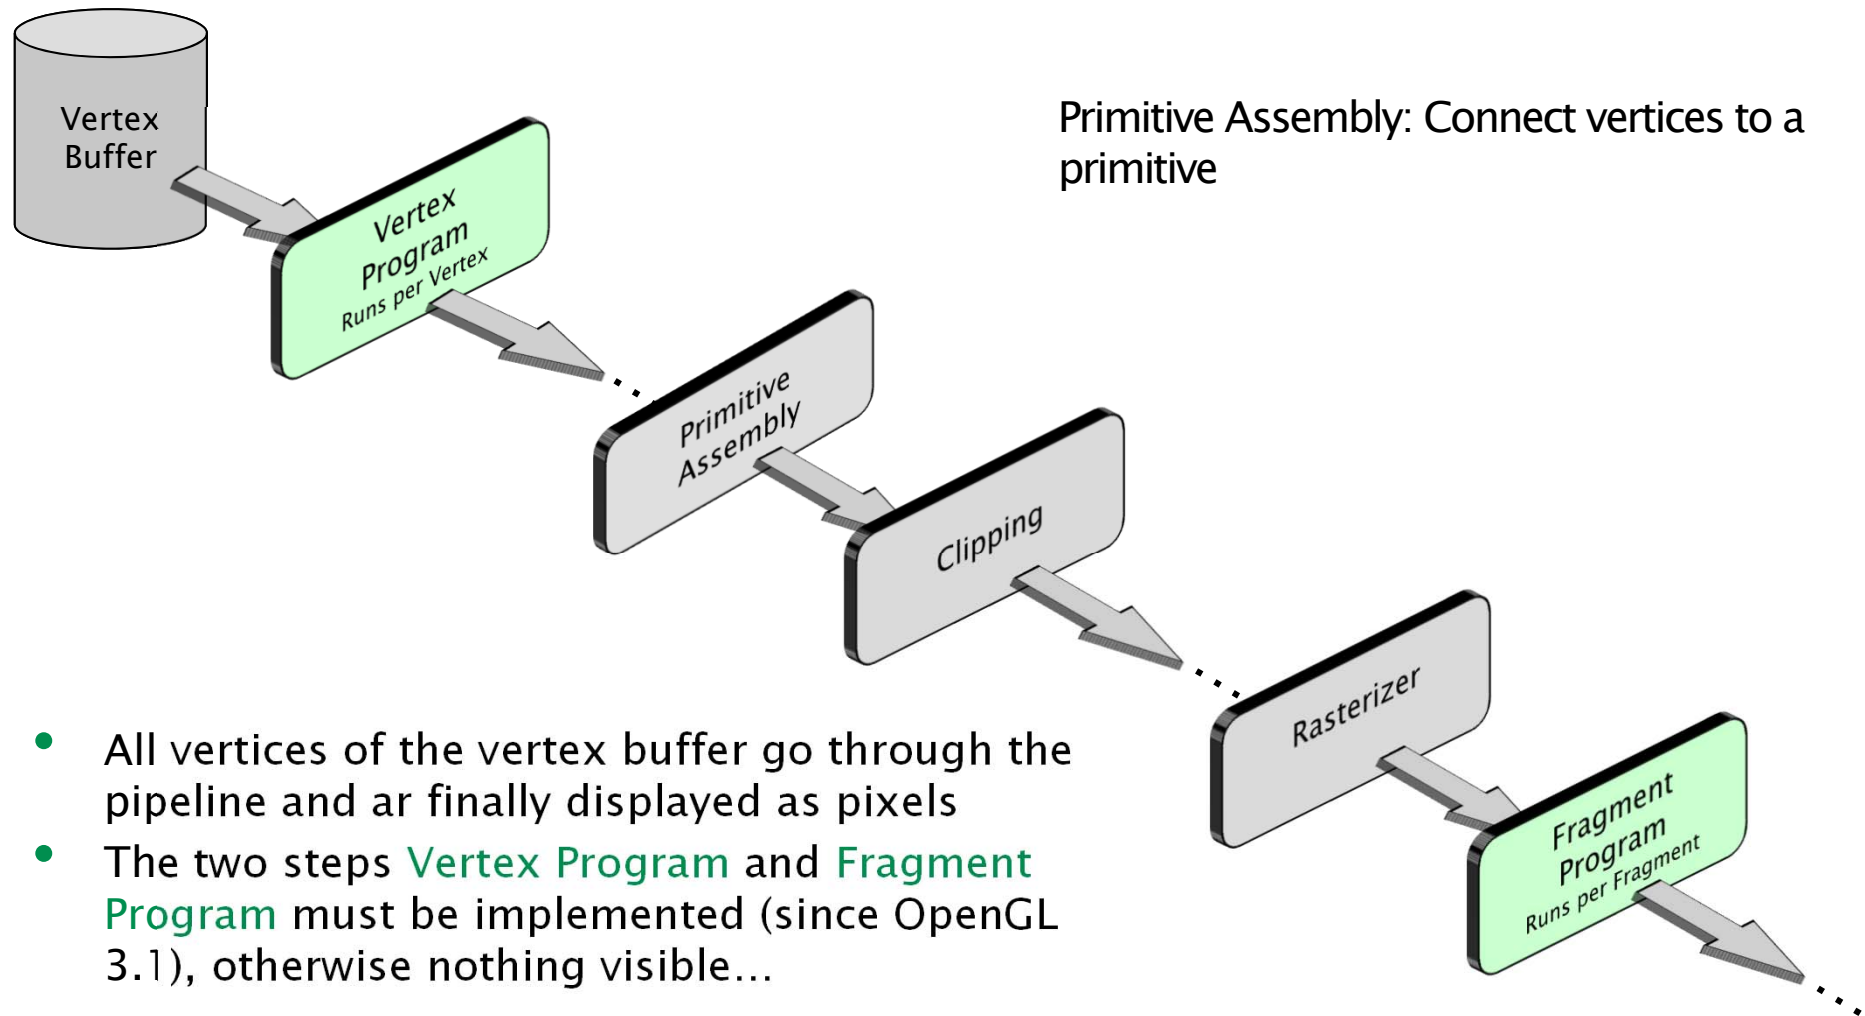 Vertex
Buffer
Vertex
Program
Runs per Vertex
Primitive Assembly: Connect vertices to a
primitive
Primitive
Assembly
Clipping
Rasterizer
Fragment
Program
Runs per Fragment
• All vertices of the vertex buffer go through the
pipeline and ar finally displayed as pixels
• The two steps Vertex Program and Fragment
Program must be implemented (since OpenGL
3.1), otherwise nothing visible...